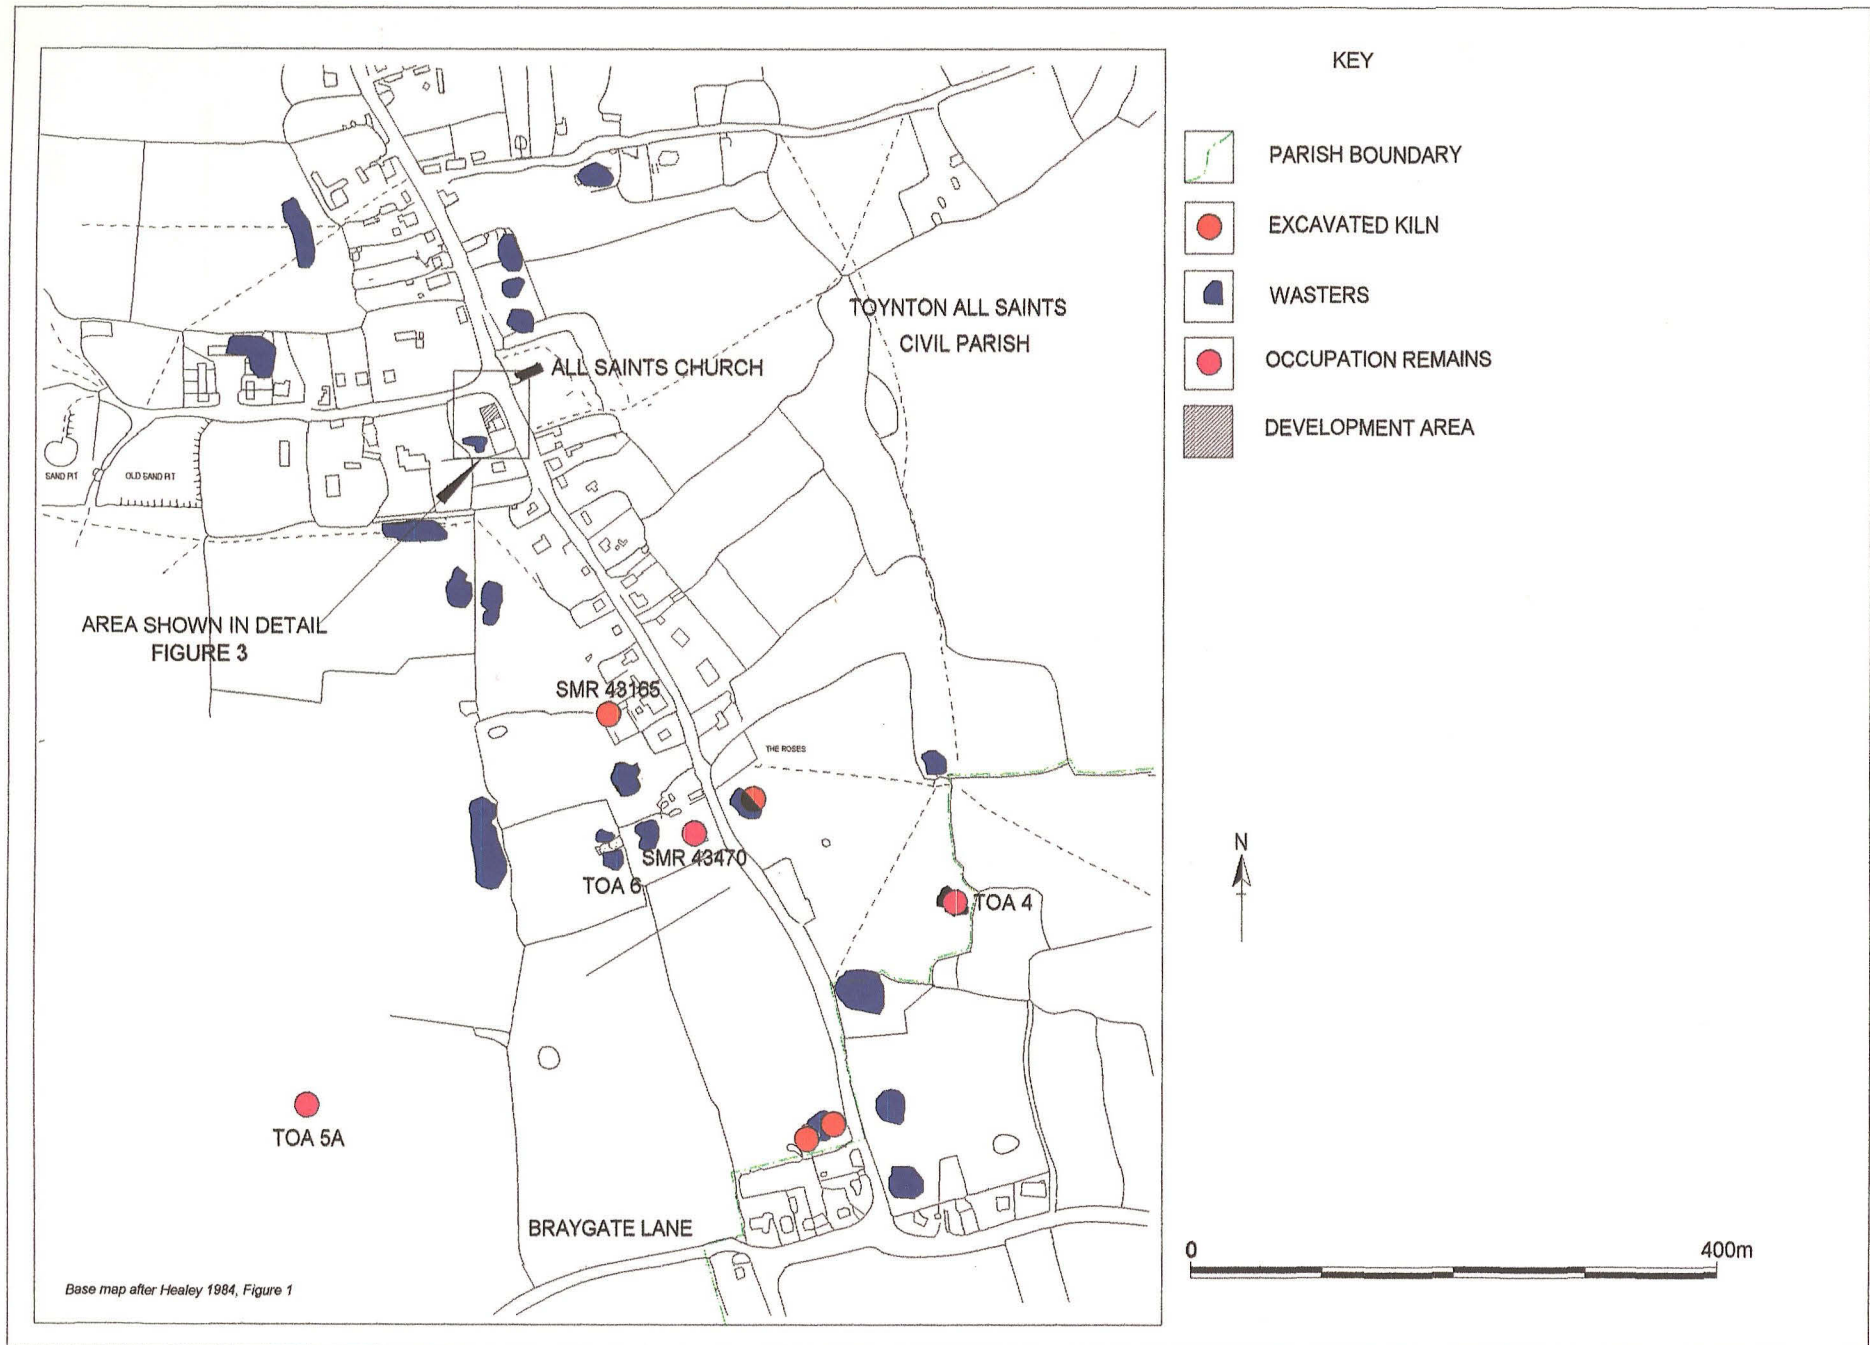 KEY
PARISH BOUNDARY
EXCAVATED KILN
WASTERS
OCCUPATION REMAINS
DEVELOPMENT AREA
TOYNTON ALL SAINTS
CIVIL PARISH
ALL SAINTS CHURCH
SAND PIT
OLD SAND PIT
AREA SHOWN IN DETAIL
FIGURE 3
SMR 43165
THE ROSES
SMR 43470
TOA 6
TOA 4
N
TOA 5A
BRAYGATE LANE
0 400m
Base map after Healey 1984, Figure 1